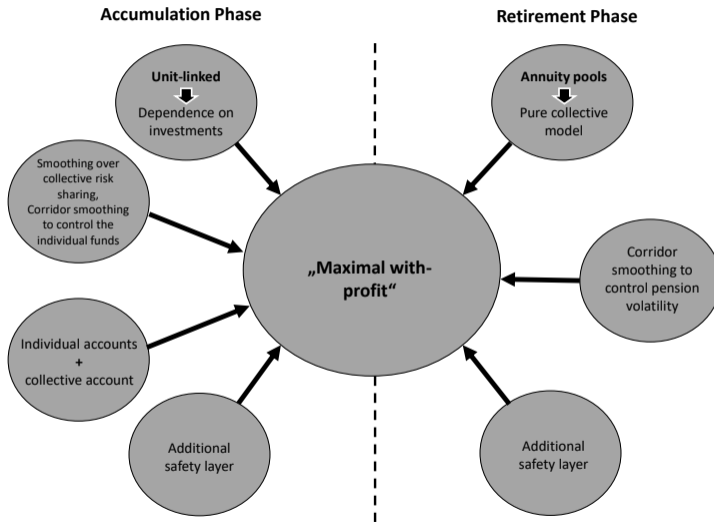 Accumulation Phase
Retirement Phase
Unit-linked
Dependence on
investments
Annuity pools
Pure collective
model
Smoothing over
collective risk
sharing,
Corridor smoothing
to control the
individual funds
„Maximal with-
profit“
Corridor
smoothing to
control pension
volatility
Individual accounts
+
collective account
Additional
safety layer
Additional
safety layer